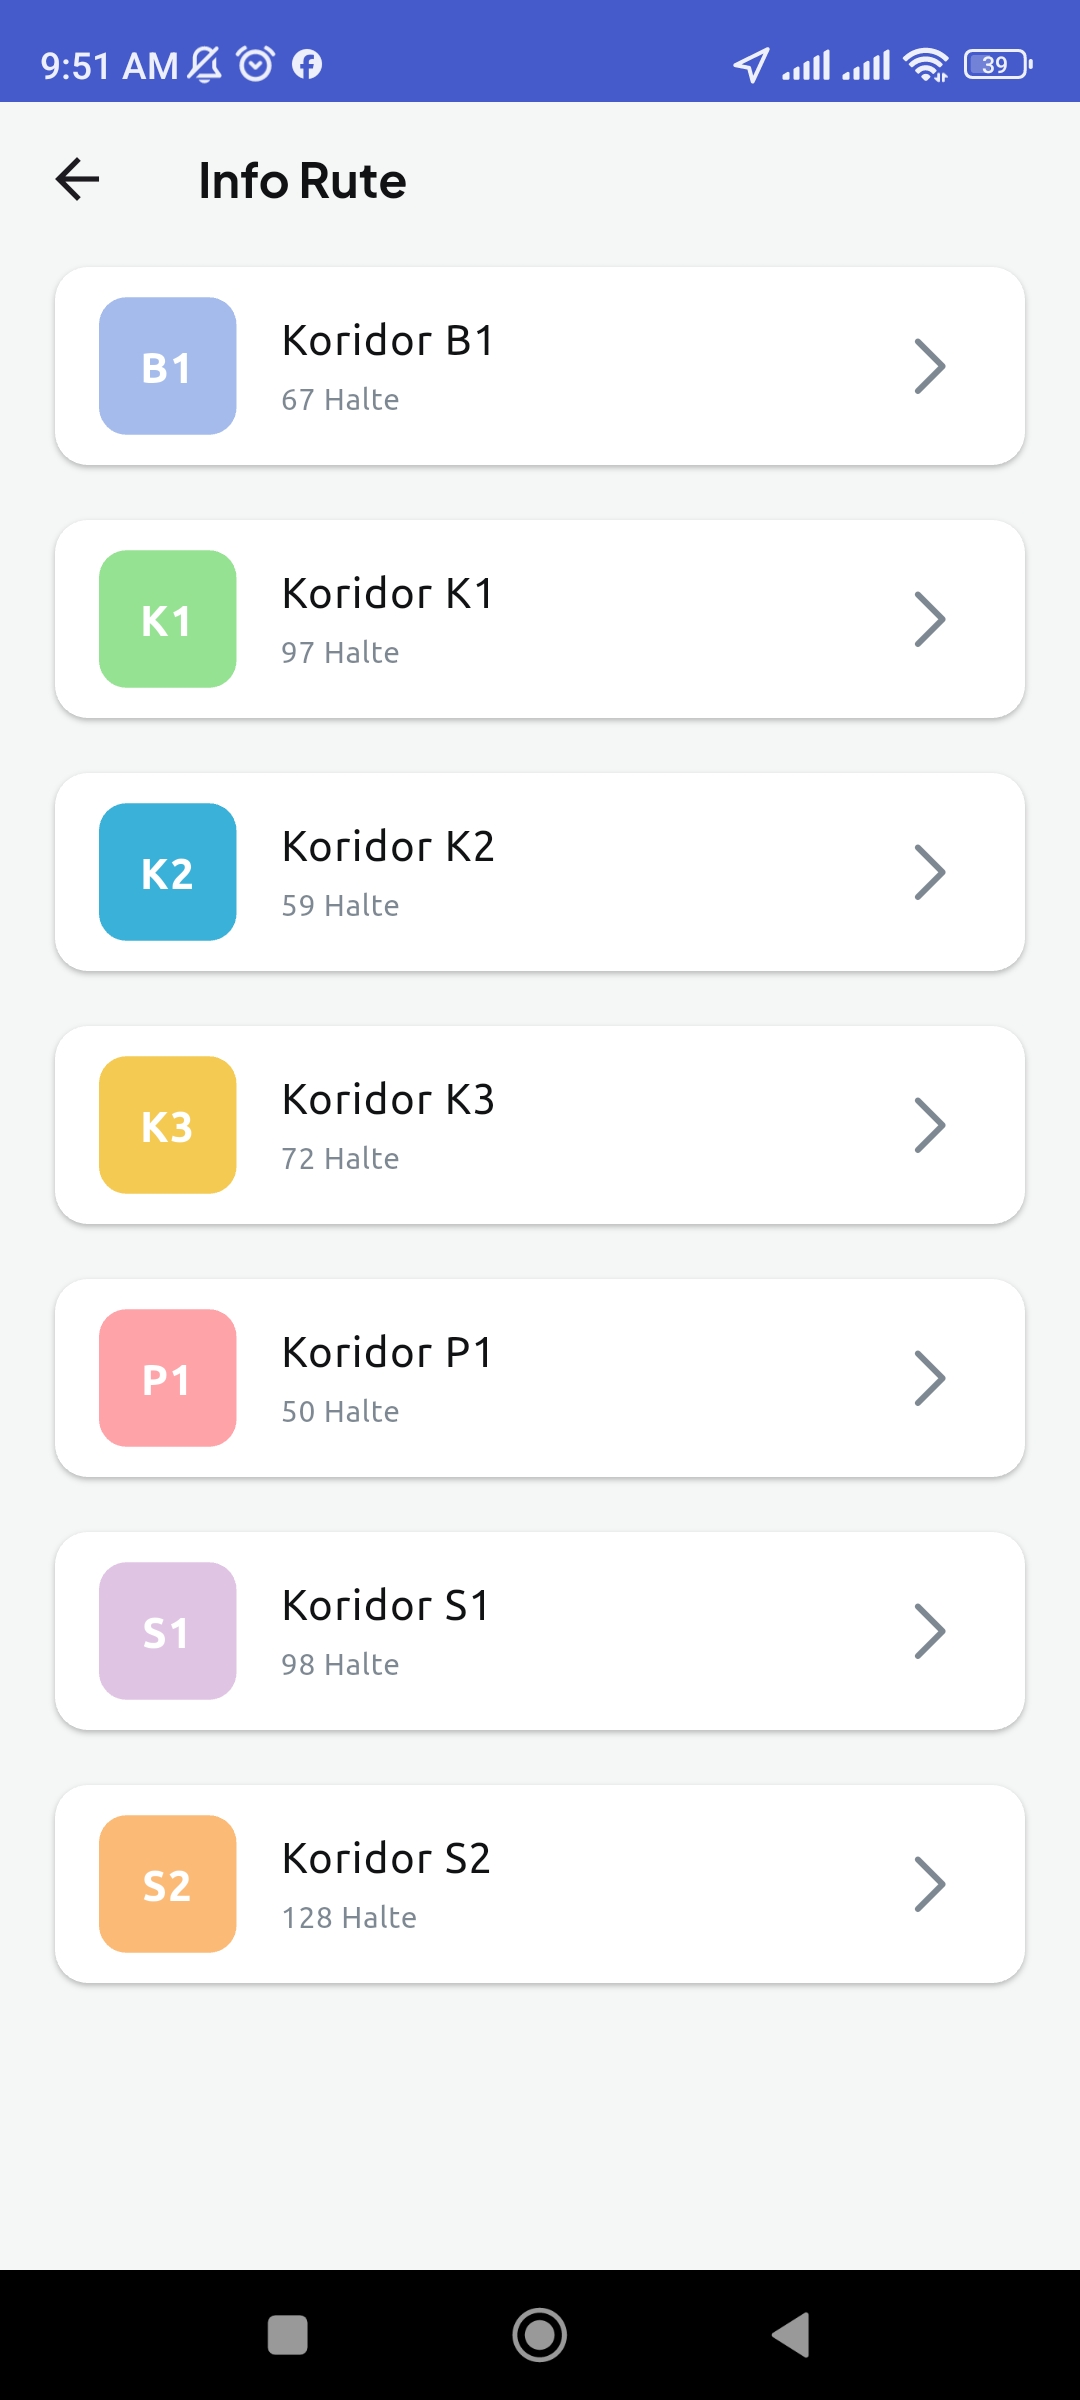 9:51 AM
39
Info Rute
B1
Koridor B1
67 Halte
K1
Koridor K1
97 Halte
K2
Koridor K2
59 Halte
K3
Koridor K3
72 Halte
P1
Koridor P1
50 Halte
S1
Koridor S1
98 Halte
S2
Koridor S2
128 Halte